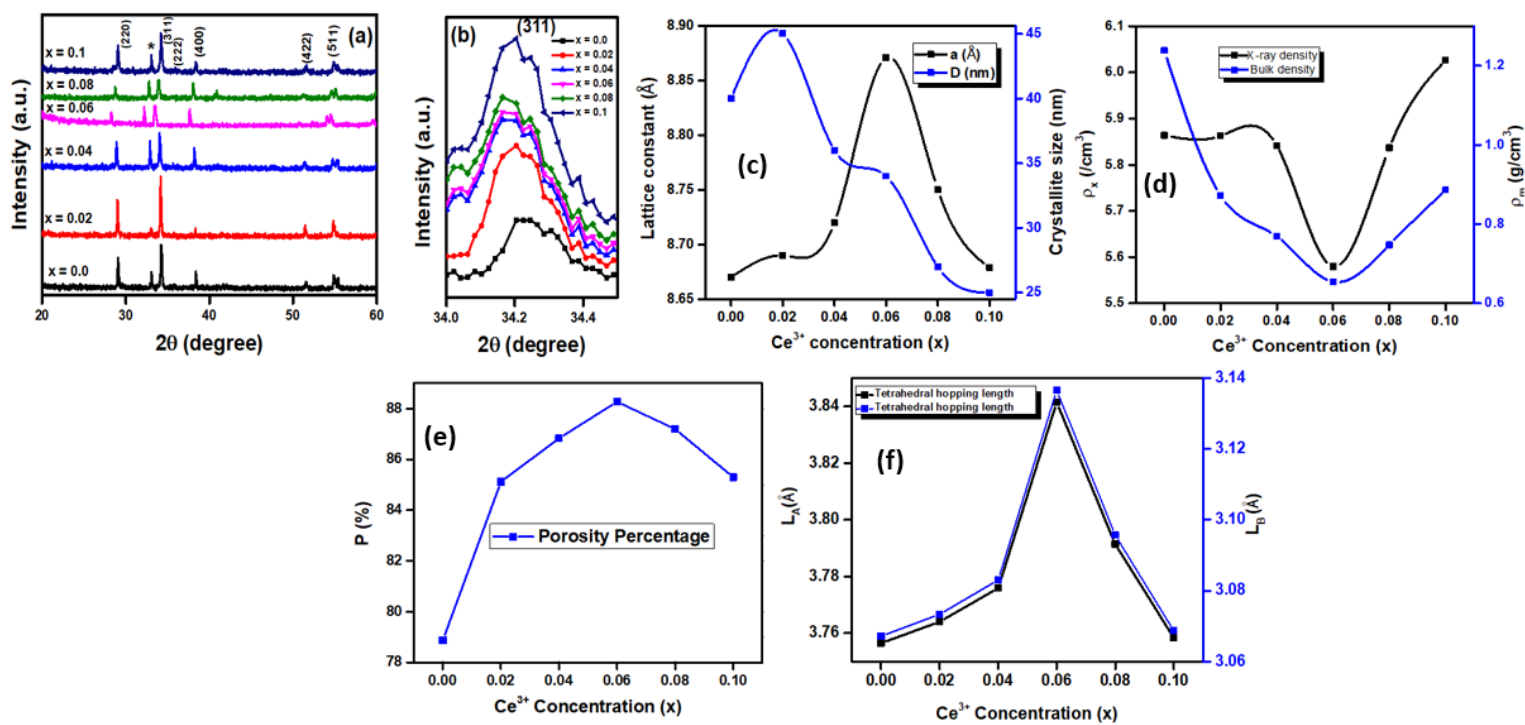 (a)
(220)
*
(311)
(222)
(400)
(422)
(511)
x = 0.1
x = 0.08
x = 0.06
x = 0.04
x = 0.02
x = 0.0
Intensity (a.u.)
20 30 40 50 60
2θ (degree)
(b)
(311)
x = 0.0
x = 0.02
x = 0.04
x = 0.06
x = 0.08
x = 0.1
Intensity (a.u.)
34.0 34.2 34.4
2θ (degree)
(c)
a (Å)
D (nm)
Lattice constant (Å)
8.90
8.85
8.80
8.75
8.70
8.65
Crystallite size (nm)
45
40
35
30
25
0.00 0.02 0.04 0.06 0.08 0.10
Ce³⁺ concentration (x)
(d)
X-ray density
Bulk density
ρₓ (/cm³)
6.1
6.0
5.9
5.8
5.7
5.6
5.5
ρₘ (g/cm³)
1.2
1.0
0.8
0.6
0.00 0.02 0.04 0.06 0.08 0.10
Ce³⁺ Concentration (x)
(e)
Porosity Percentage
P (%)
88
86
84
82
80
78
0.00 0.02 0.04 0.06 0.08 0.10
Ce³⁺ Concentration (x)
(f)
Tetrahedral hopping length
Tetrahedral hopping length
L_A(Å)
3.84
3.82
3.80
3.78
3.76
L_B(Å)
3.14
3.12
3.10
3.08
3.06
0.00 0.02 0.04 0.06 0.08 0.10
Ce³⁺ Concentration (x)